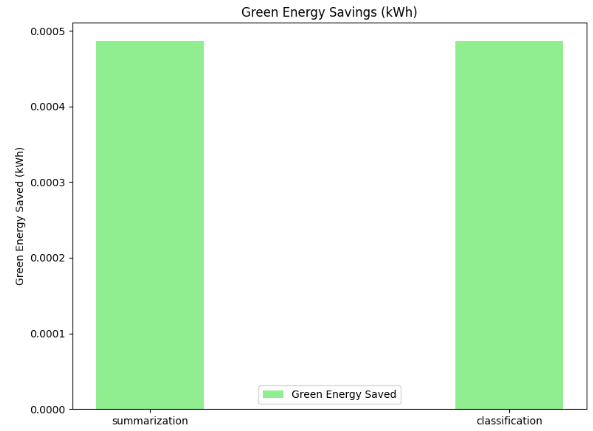 Green Energy Savings (kWh)
Green Energy Saved (kWh)
0.0005
0.0004
0.0003
0.0002
0.0001
0.0000
Green Energy Saved
summarization
classification